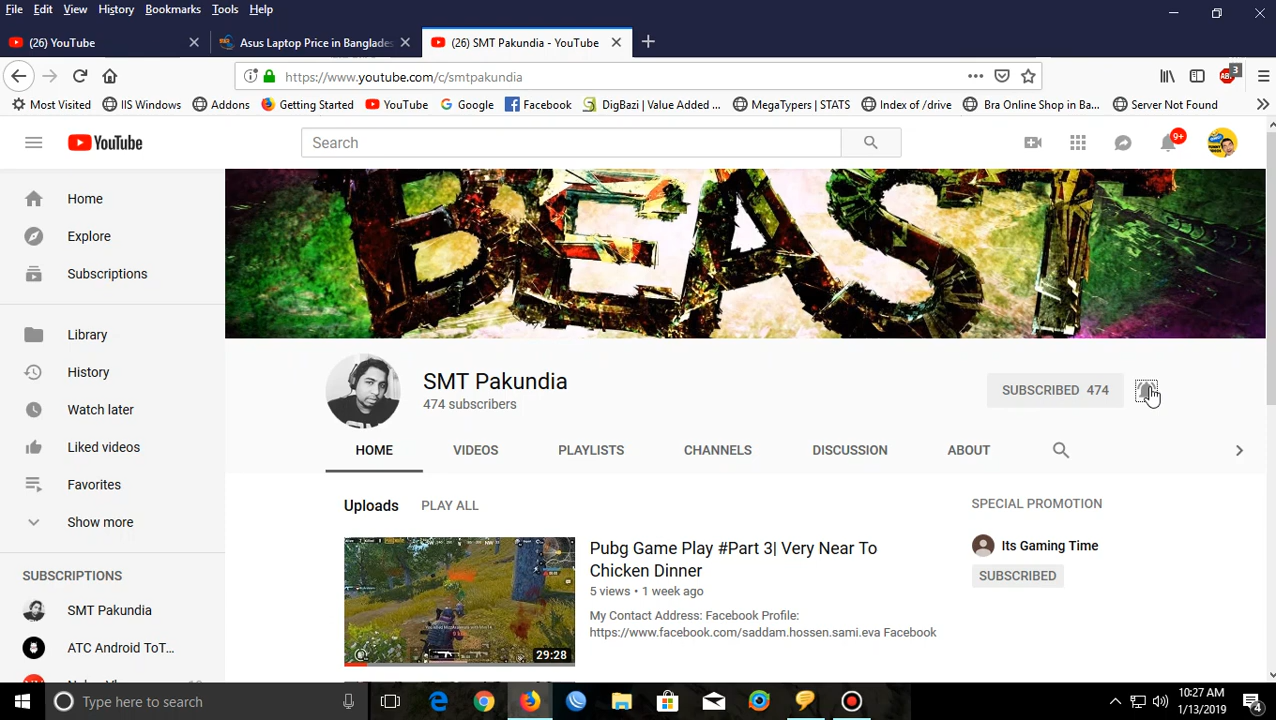 File Edit View History Bookmarks Tools Help
(26) YouTube
Asus Laptop Price in Banglades
(26) SMT Pakundia - YouTube
https://www.youtube.com/c/smtpakundia
3
Most Visited IIS Windows Addons Getting Started YouTube Google Facebook DigBazi | Value Added ... MegaTypers | STATS Index of /drive Bra Online Shop in Ba... Server Not Found
YouTube
Search
9+
Home
Explore
Subscriptions
Library
History
Watch later
Liked videos
Favorites
Show more
SUBSCRIPTIONS
SMT Pakundia
ATC Android ToT...
BEAST
SMT Pakundia
474 subscribers
SUBSCRIBED 474
HOME VIDEOS PLAYLISTS CHANNELS DISCUSSION ABOUT
Uploads PLAY ALL
Pubg Game Play #Part 3| Very Near To
Chicken Dinner
5 views • 1 week ago
My Contact Address: Facebook Profile:
https://www.facebook.com/saddam.hossen.sami.eva Facebook
29:28
SPECIAL PROMOTION
Its Gaming Time
SUBSCRIBED
Type here to search
10:27 AM
1/13/2019
4